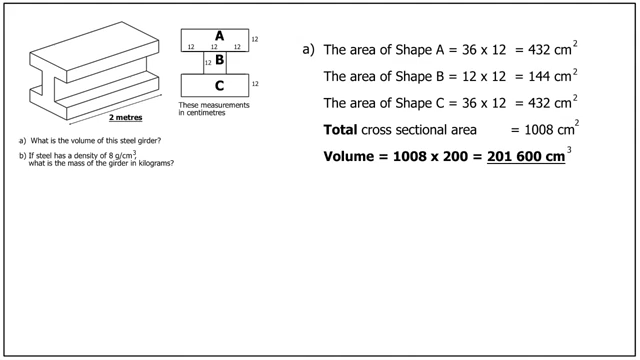 A
12
12 12 12
12 B
C
12
2 metres
These measurements
in centimetres
a) What is the volume of this steel girder?
b) If steel has a density of 8 g/cm³,
what is the mass of the girder in kilograms?
a) The area of Shape A = 36 x 12 = 432 cm²
The area of Shape B = 12 x 12 = 144 cm²
The area of Shape C = 36 x 12 = 432 cm²
Total cross sectional area = 1008 cm²
Volume = 1008 x 200 = 201 600 cm³